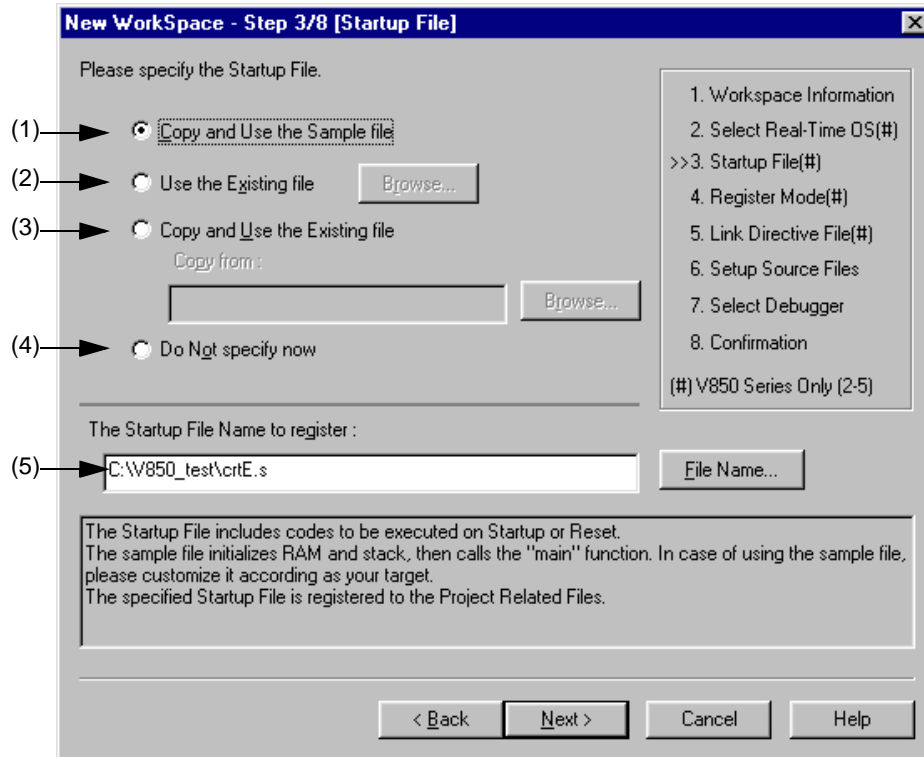 New WorkSpace - Step 3/8 [Startup File]
Please specify the Startup File.
(1) Copy and Use the Sample file
(2) Use the Existing file Browse...
(3) Copy and Use the Existing file
Copy from :
Browse...
(4) Do Not specify now
1. Workspace Information
2. Select Real-Time OS(#)
>>3. Startup File(#)
4. Register Mode(#)
5. Link Directive File(#)
6. Setup Source Files
7. Select Debugger
8. Confirmation
(#) V850 Series Only (2-5)
The Startup File Name to register :
(5) C:\V850_test\crtE.s File Name...
The Startup File includes codes to be executed on Startup or Reset.
The sample file initializes RAM and stack, then calls the "main" function. In case of using the sample file,
please customize it according as your target.
The specified Startup File is registered to the Project Related Files.
< Back Next > Cancel Help